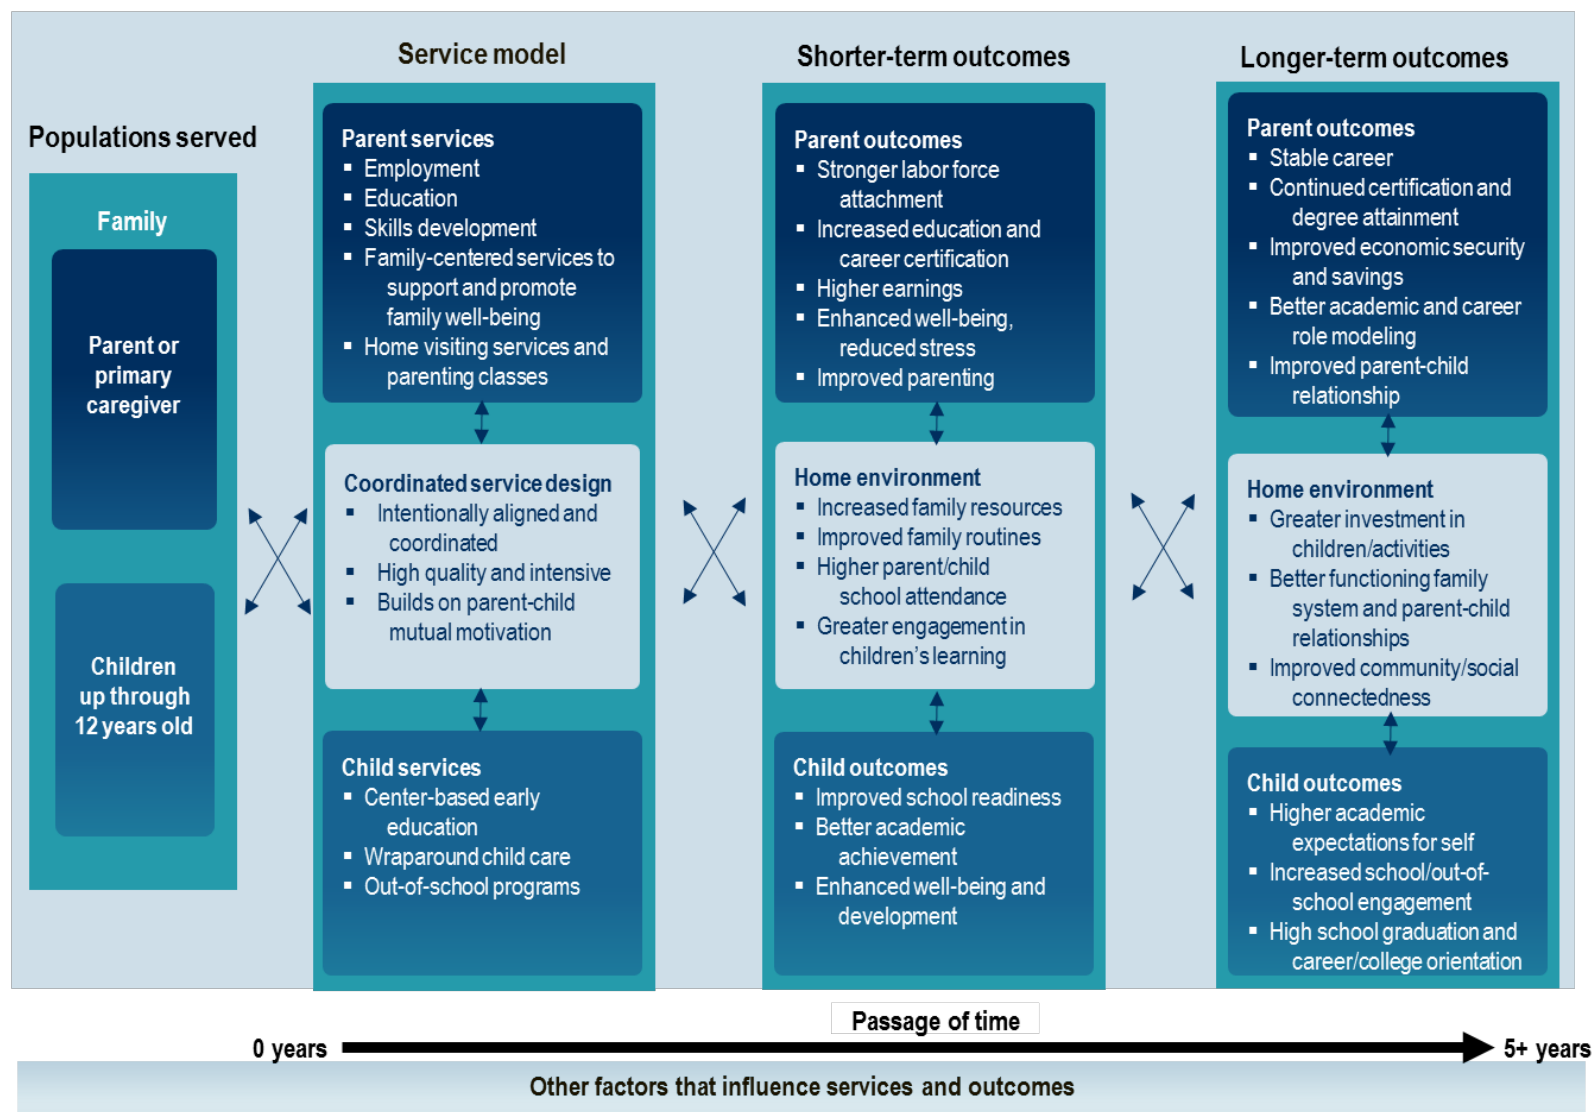 Populations served
Family
Parent or
primary
caregiver
Children
up through
12 years old
Service model
Parent services
▪ Employment
▪ Education
▪ Skills development
▪ Family-centered services to
support and promote
family well-being
▪ Home visiting services and
parenting classes
Coordinated service design
▪ Intentionally aligned and
coordinated
▪ High quality and intensive
▪ Builds on parent-child
mutual motivation
Child services
▪ Center-based early
education
▪ Wraparound child care
▪ Out-of-school programs
Shorter-term outcomes
Parent outcomes
▪ Stronger labor force
attachment
▪ Increased education and
career certification
▪ Higher earnings
▪ Enhanced well-being,
reduced stress
▪ Improved parenting
Home environment
▪ Increased family resources
▪ Improved family routines
▪ Higher parent/child
school attendance
▪ Greater engagement in
children’s learning
Child outcomes
▪ Improved school readiness
▪ Better academic
achievement
▪ Enhanced well-being and
development
Longer-term outcomes
Parent outcomes
▪ Stable career
▪ Continued certification and
degree attainment
▪ Improved economic security
and savings
▪ Better academic and career
role modeling
▪ Improved parent-child
relationship
Home environment
▪ Greater investment in
children/activities
▪ Better functioning family
system and parent-child
relationships
▪ Improved community/social
connectedness
Child outcomes
▪ Higher academic
expectations for self
▪ Increased school/out-of-
school engagement
▪ High school graduation and
career/college orientation
Passage of time
0 years
5+ years
Other factors that influence services and outcomes